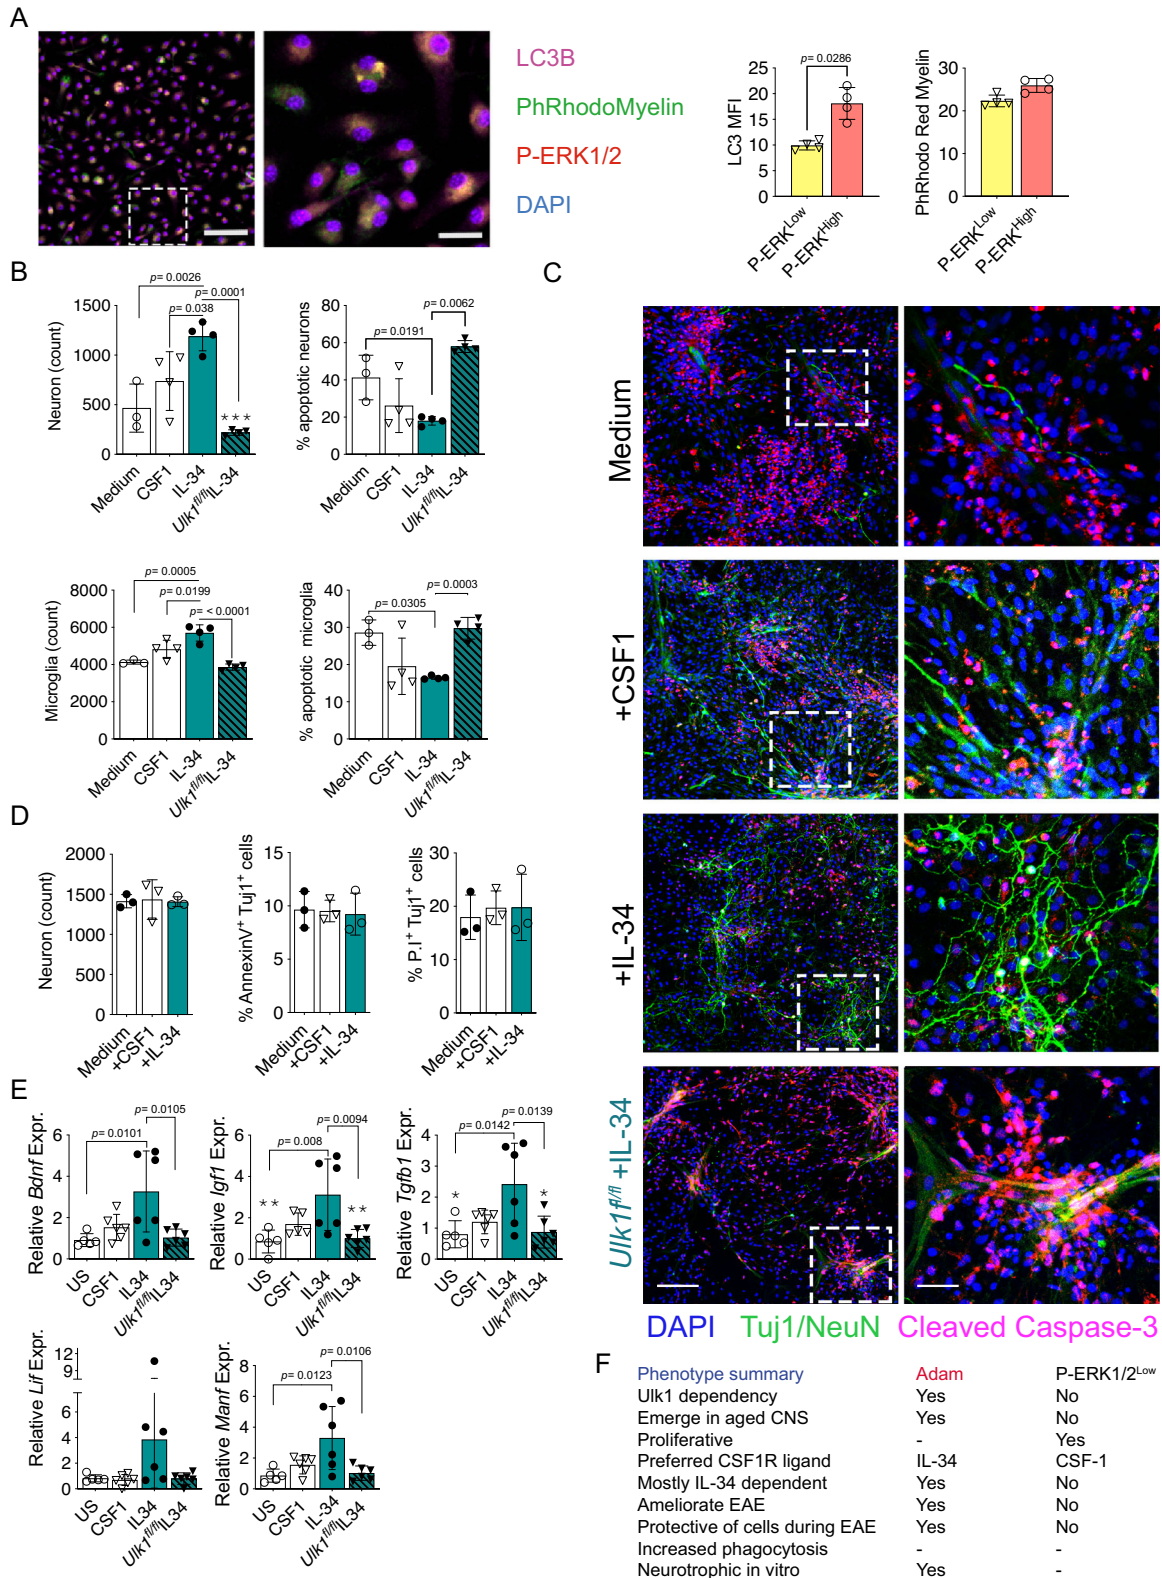 A
LC3B
PhRhodoMyelin
P-ERK1/2
DAPI
LC3 MFI
25
20
15
10
5
0
p= 0.0286
P-ERK^Low
P-ERK^High
PhRhodo Red Myelin
30
20
10
0
P-ERK^Low
P-ERK^High
B
Neuron (count)
1500
1000
500
0
p= 0.0026
p= 0.0001
p= 0.038
***
Medium
CSF1
IL-34
Ulk1^fl/fl IL-34
% apoptotic neurons
80
60
40
20
0
p= 0.0062
p= 0.0191
Medium
CSF1
IL-34
Ulk1^fl/fl IL-34
Microglia (count)
8000
6000
4000
2000
0
p= 0.0005
p= 0.0199
p= < 0.0001
Medium
CSF1
IL-34
Ulk1^fl/fl IL-34
% apoptotic microglia
40
30
20
10
0
p= 0.0003
p= 0.0305
Medium
CSF1
IL-34
Ulk1^fl/fl IL-34
C
Medium
+CSF1
+IL-34
Ulk1^fl/fl +IL-34
DAPI Tuj1/NeuN Cleaved Caspase-3
D
Neuron (count)
2000
1500
1000
500
0
Medium
+CSF1
+IL-34
% AnnexinV+ Tuj1+ cells
15
10
5
0
Medium
+CSF1
+IL-34
% P.I+ Tuj1+ cells
30
20
10
0
Medium
+CSF1
+IL-34
E
Relative Bdnf Expr.
6
4
2
0
p= 0.0105
p= 0.0101
US
CSF1
IL34
Ulk1^fl/fl IL34
Relative Igf1 Expr.
6
4
2
0
p= 0.0094
p= 0.008
**
**
US
CSF1
IL34
Ulk1^fl/fl IL34
Relative Tgfb1 Expr.
4
3
2
1
0
p= 0.0139
p= 0.0142
*
*
US
CSF1
IL34
Ulk1^fl/fl IL34
Relative Lif Expr.
12
9
6
4
2
0
US
CSF1
IL34
Ulk1^fl/fl IL34
Relative Manf Expr.
6
4
2
0
p= 0.0106
p= 0.0123
US
CSF1
IL-34
Ulk1^fl/fl IL34
F
Phenotype summary Adam P-ERK1/2^Low
Ulk1 dependency Yes No
Emerge in aged CNS Yes No
Proliferative - Yes
Preferred CSF1R ligand IL-34 CSF-1
Mostly IL-34 dependent Yes No
Ameliorate EAE Yes No
Protective of cells during EAE Yes No
Increased phagocytosis - -
Neurotrophic in vitro Yes -